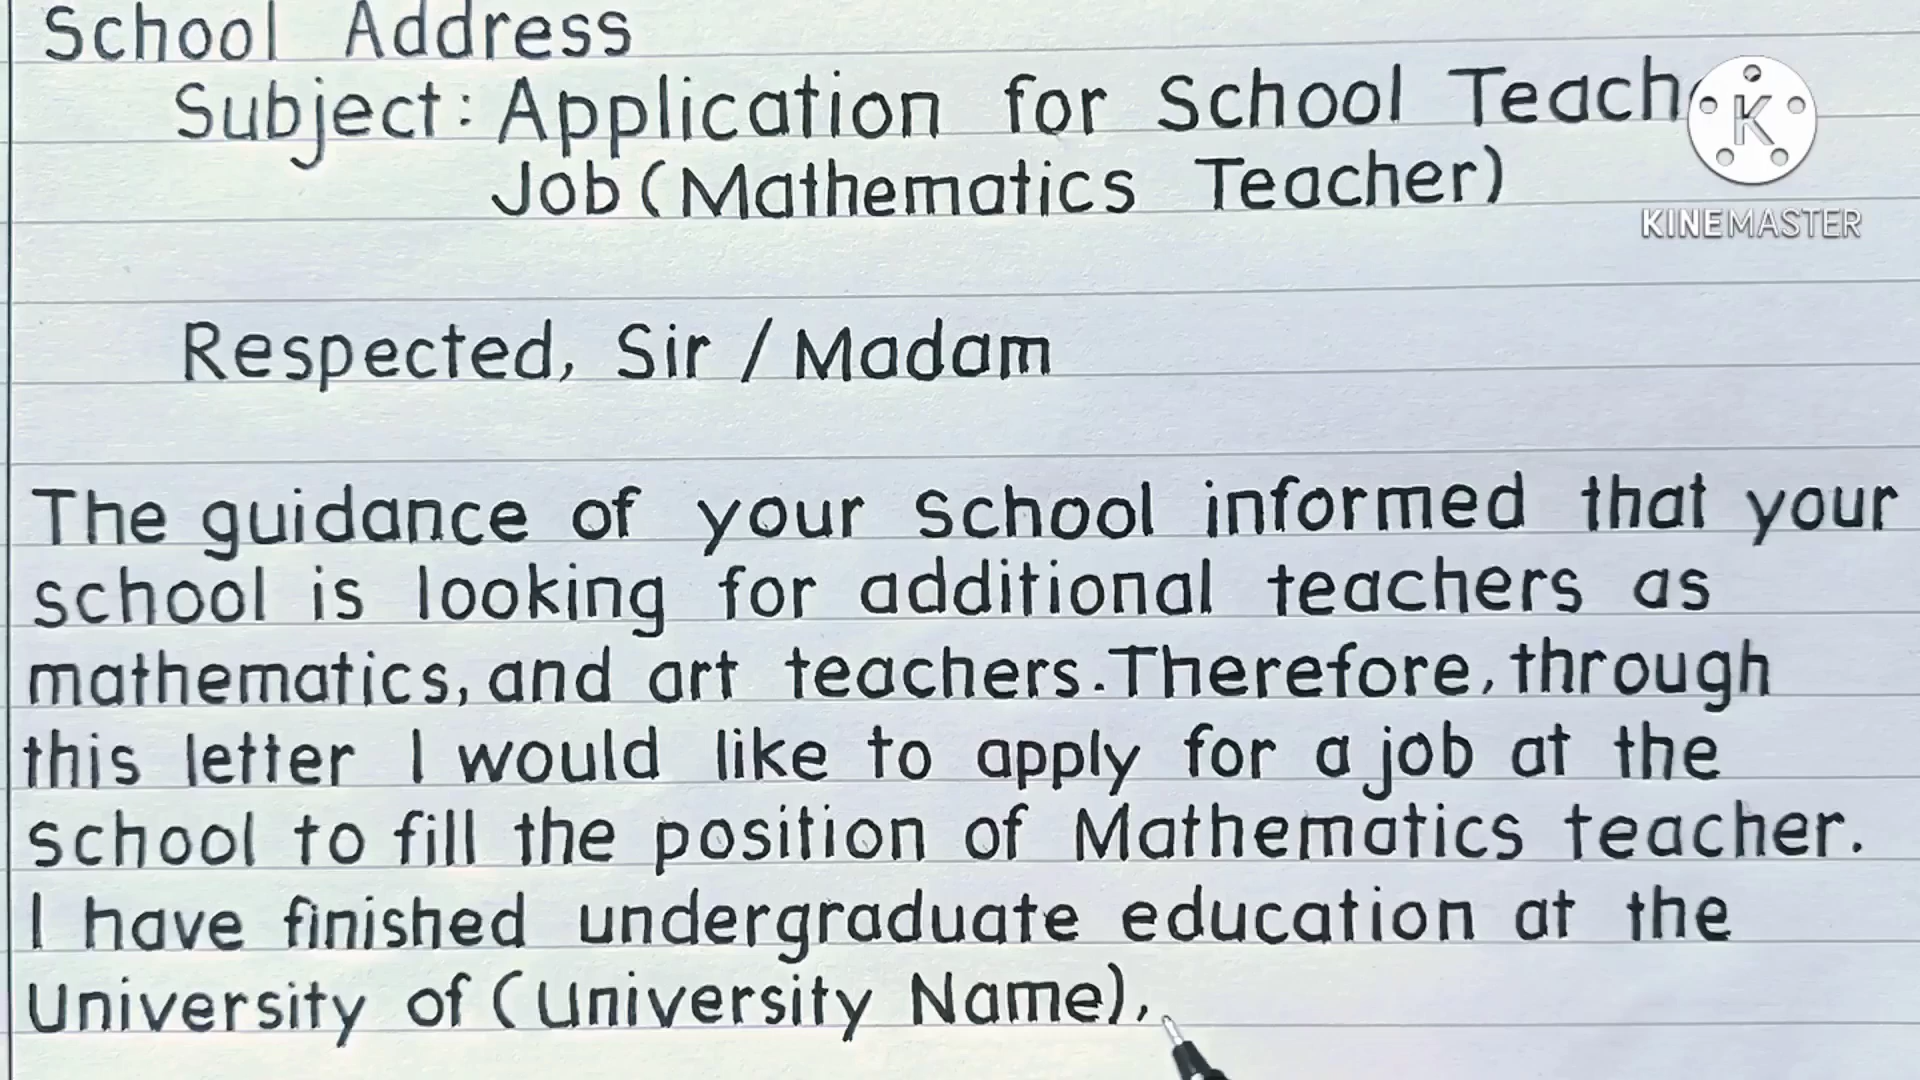 School Address
Subject: Application for School Teach
Job (Mathematics Teacher)
K
KINEMASTER
Respected, Sir / Madam
The guidance of your school informed that your
school is looking for additional teachers as
mathematics, and art teachers. Therefore, through
this letter I would like to apply for a job at the
school to fill the position of Mathematics teacher.
I have finished undergraduate education at the
University of (University Name),